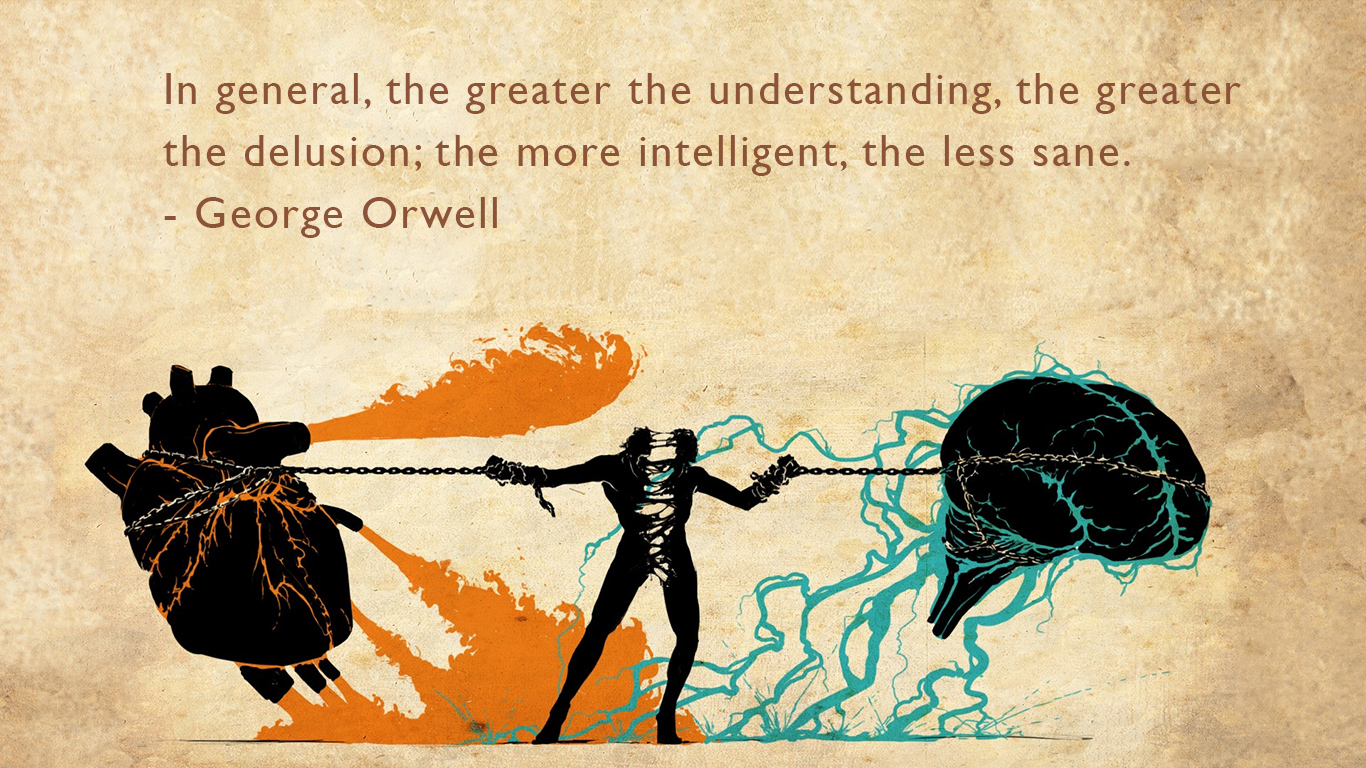 In general, the greater the understanding, the greater
the delusion; the more intelligent, the less sane.
- George Orwell